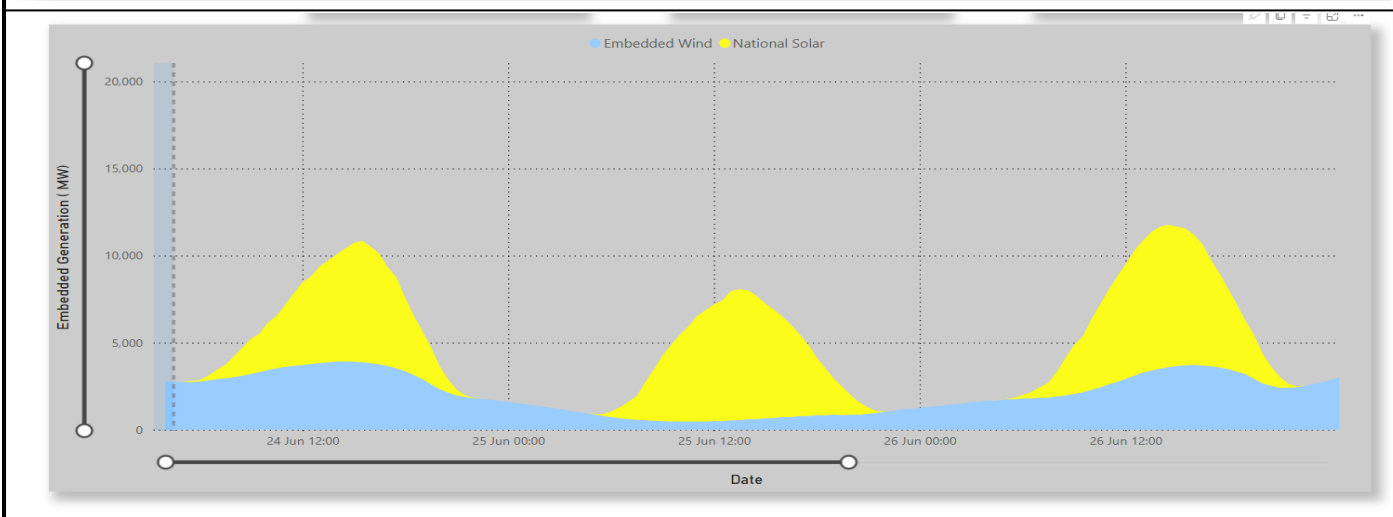 Embedded Wind National Solar
20,000
15,000
10,000
5,000
0
Embedded Generation ( MW)
24 Jun 12:00 25 Jun 00:00 25 Jun 12:00 26 Jun 00:00 26 Jun 12:00
Date